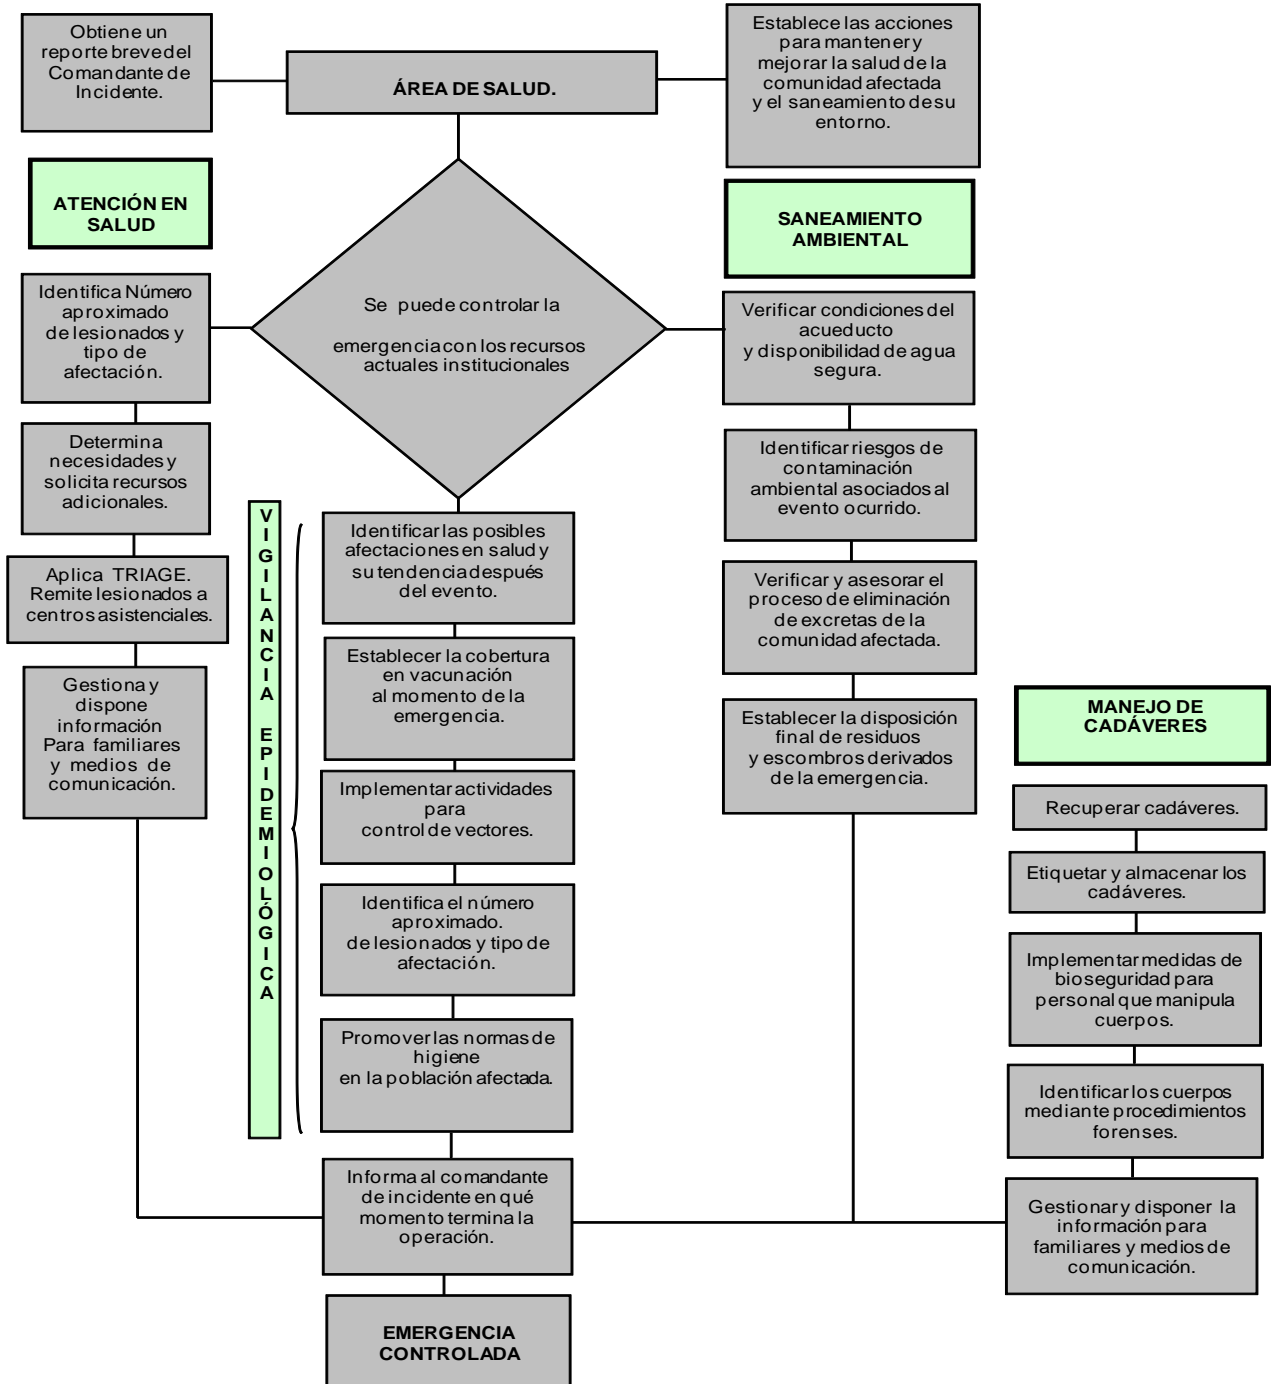 Obtiene un
reporte breve del
Comandante de
Incidente.
ÁREA DE SALUD.
Establece las acciones
para mantener y
mejorar la salud de la
comunidad afectada
y el saneamiento de su
entorno.
ATENCIÓN EN
SALUD
SANEAMIENTO
AMBIENTAL
Se puede controlar la
emergencia con los recursos
actuales institucionales
Identifica Número
aproximado
de lesionados y
tipo de
afectación.
Determina
necesidades y
solicita recursos
adicionales.
Aplica TRIAGE.
Remite lesionados a
centros asistenciales.
Gestiona y
dispone
información
Para familiares
y medios de
comunicación.
VIGILANCIA EPIDEMIOLÓGICA
Identificar las posibles
afectaciones en salud y
su tendencia después
del evento.
Establecer la cobertura
en vacunación
al momento de la
emergencia.
Implementar actividades
para
control de vectores.
Identifica el número
aproximado.
de lesionados y tipo de
afectación.
Promover las normas de
higiene
en la población afectada.
Verificar condiciones del
acueducto
y disponibilidad de agua
segura.
Identificar riesgos de
contaminación
ambiental asociados al
evento ocurrido.
Verificar y asesorar el
proceso de eliminación
de excretas de la
comunidad afectada.
Establecer la disposición
final de residuos
y escombros derivados
de la emergencia.
MANEJO DE
CADÁVERES
Recuperar cadáveres.
Etiquetar y almacenar los
cadáveres.
Implementar medidas de
bioseguridad para
personal que manipula
cuerpos.
Identificar los cuerpos
mediante procedimientos
forenses.
Gestionar y disponer la
información para
familiares y medios de
comunicación.
Informa al comandante
de incidente en qué
momento termina la
operación.
EMERGENCIA
CONTROLADA